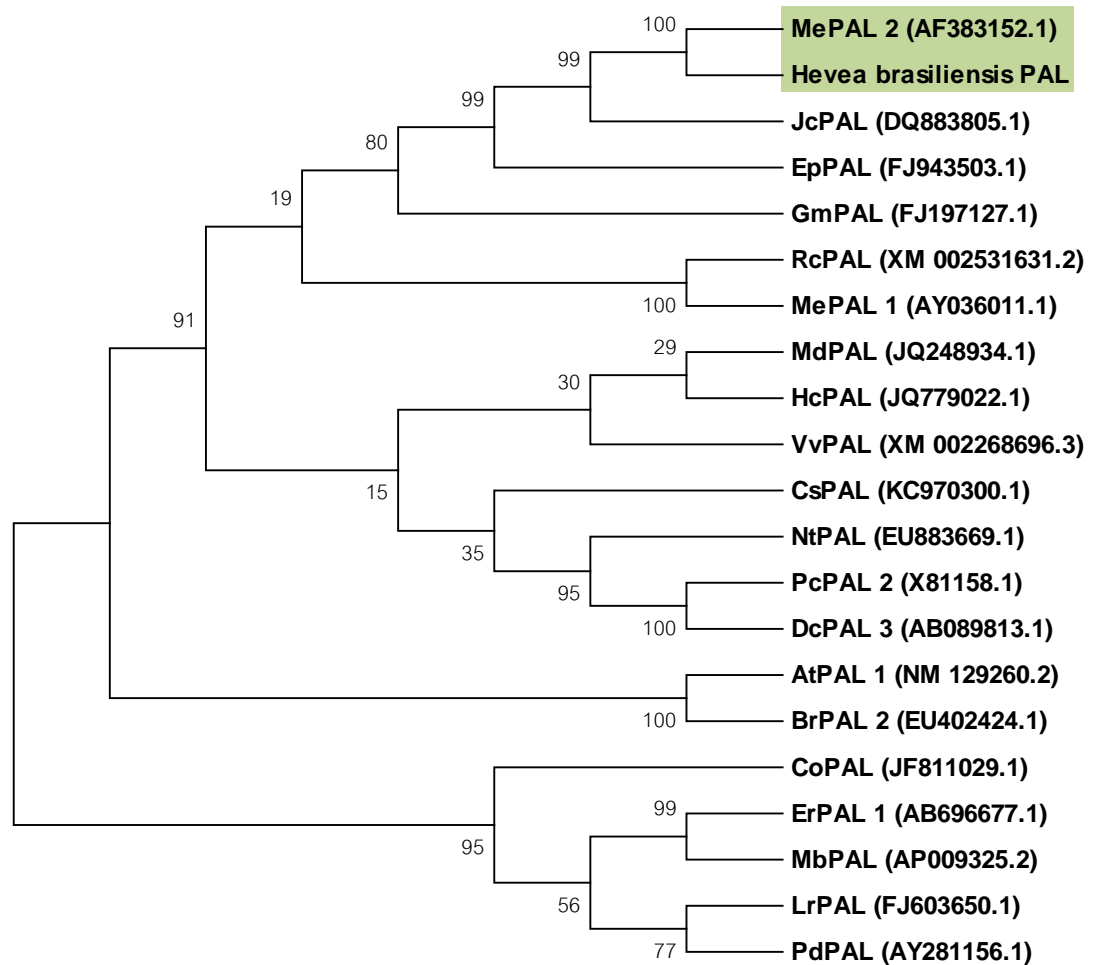 100
MePAL 2 (AF383152.1)
Hevea brasiliensis PAL
99
JcPAL (DQ883805.1)
99
EpPAL (FJ943503.1)
80
GmPAL (FJ197127.1)
19
RcPAL (XM 002531631.2)
100
MePAL 1 (AY036011.1)
91
29
MdPAL (JQ248934.1)
30
HcPAL (JQ779022.1)
VvPAL (XM 002268696.3)
15
CsPAL (KC970300.1)
35
NtPAL (EU883669.1)
95
PcPAL 2 (X81158.1)
100
DcPAL 3 (AB089813.1)
AtPAL 1 (NM 129260.2)
100
BrPAL 2 (EU402424.1)
CoPAL (JF811029.1)
95
99
ErPAL 1 (AB696677.1)
MbPAL (AP009325.2)
56
LrPAL (FJ603650.1)
77
PdPAL (AY281156.1)